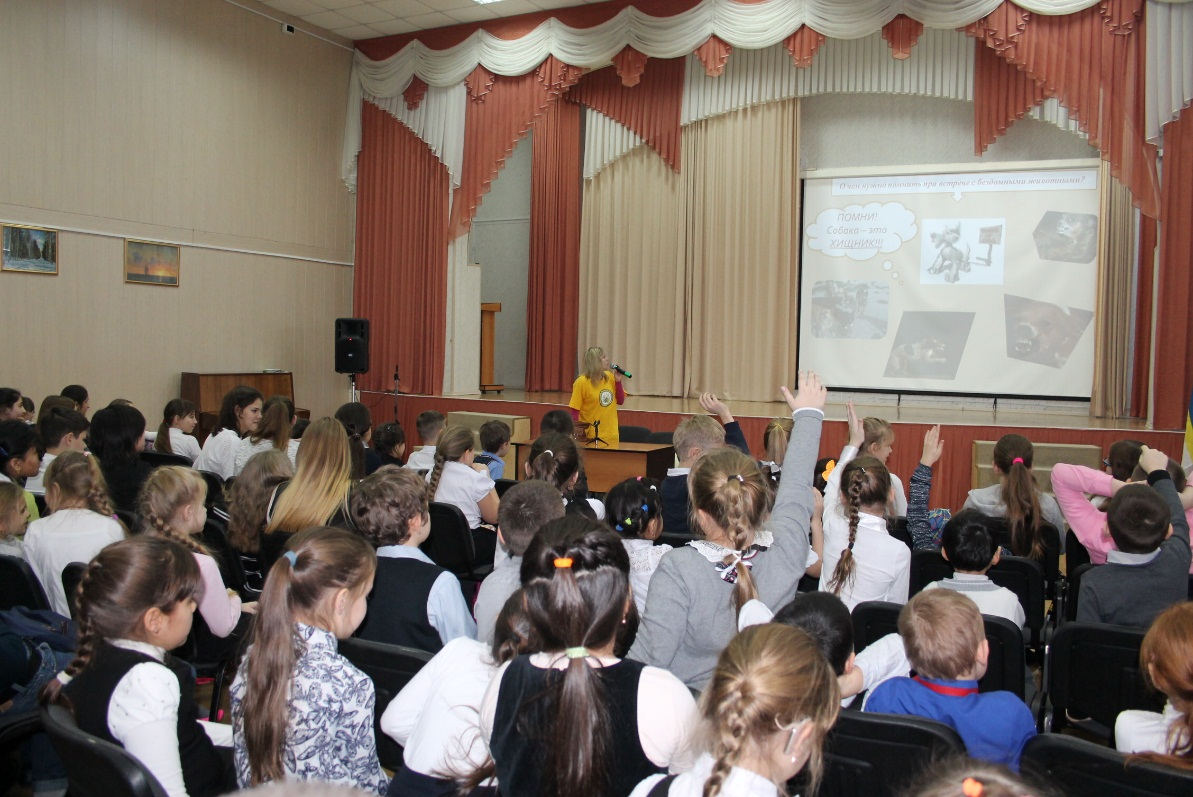 О чем нужно помнить при встрече с бездомными животными?
ПОМНИ!
Собака – это
ХИЩНИК!!!